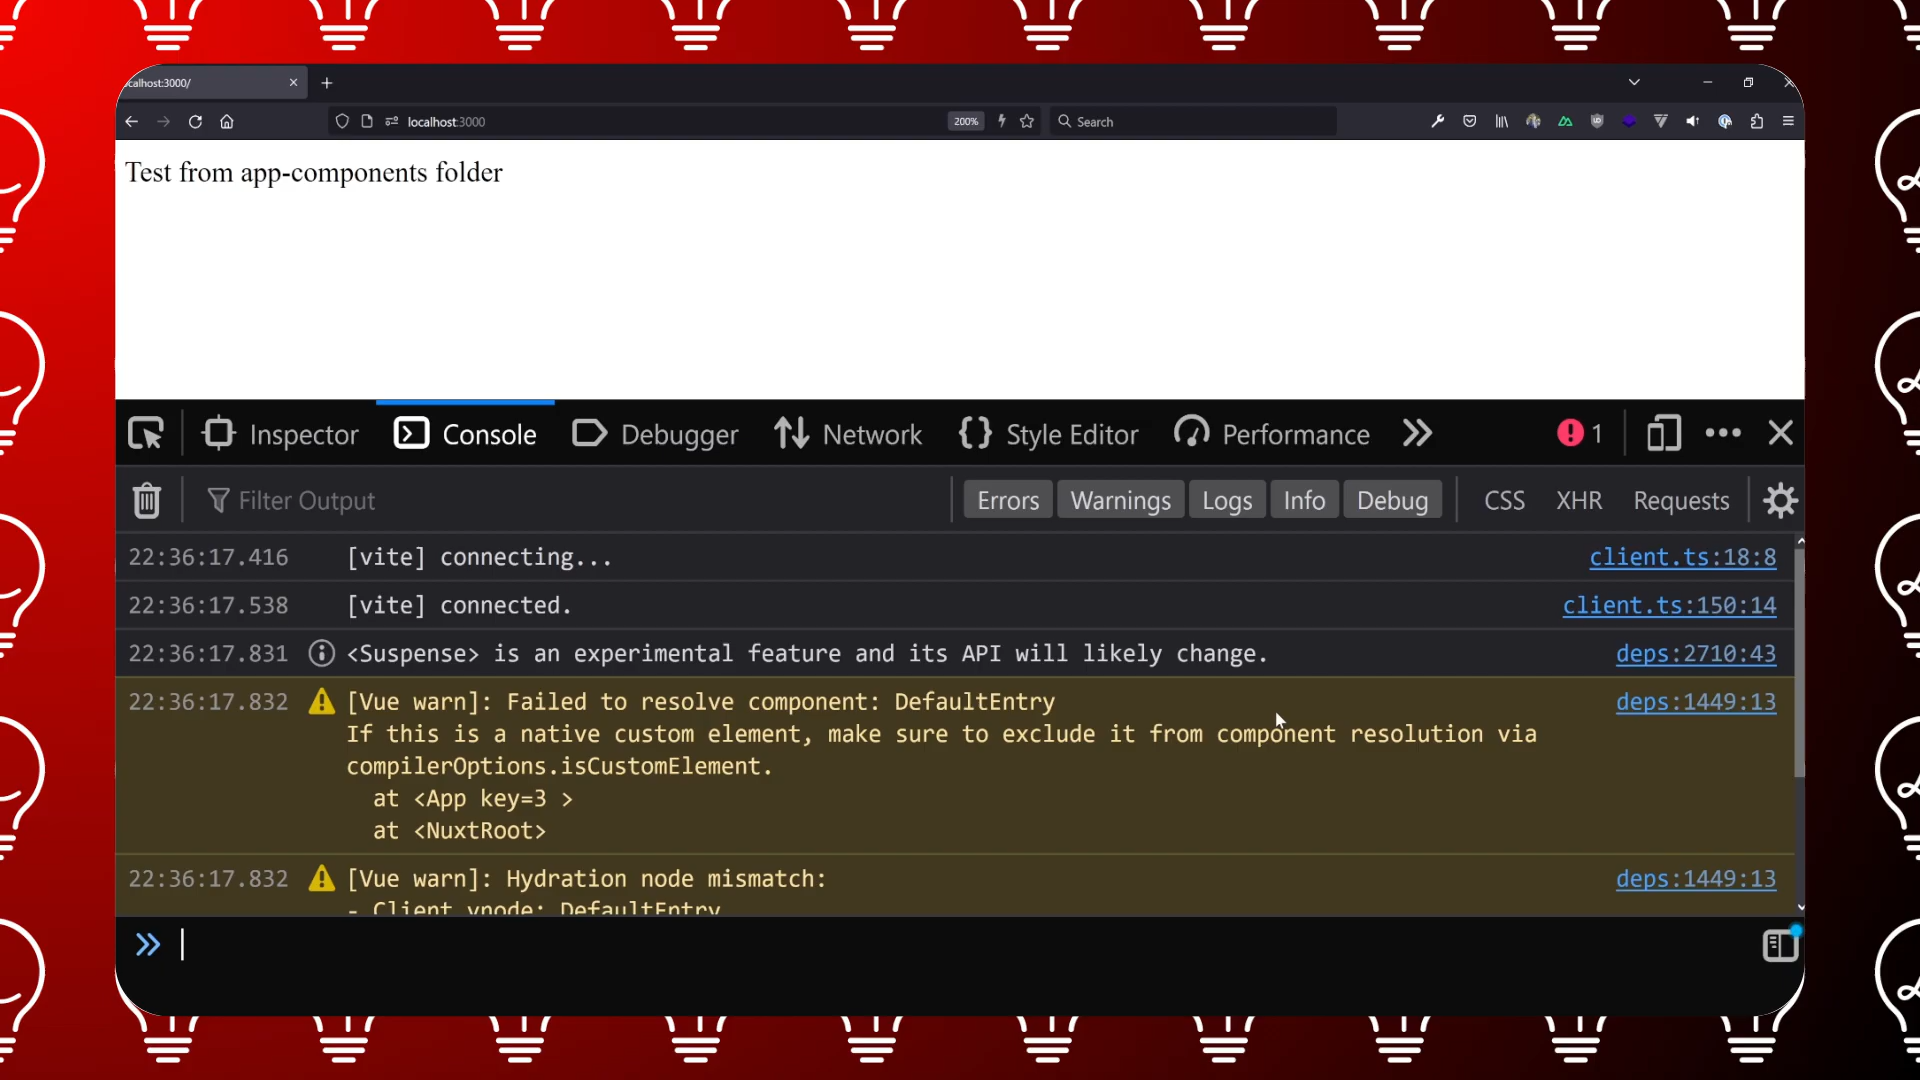 calhost:3000/
localhost:3000
200%
Search
Test from app-components folder
Inspector
Console
Debugger
Network
Style Editor
Performance
1
Filter Output
Errors
Warnings
Logs
Info
Debug
CSS
XHR
Requests
22:36:17.416 [vite] connecting... client.ts:18:8
22:36:17.538 [vite] connected. client.ts:150:14
22:36:17.831 <Suspense> is an experimental feature and its API will likely change. deps:2710:43
22:36:17.832 [Vue warn]: Failed to resolve component: DefaultEntry deps:1449:13
If this is a native custom element, make sure to exclude it from component resolution via
compilerOptions.isCustomElement.
at <App key=3 >
at <NuxtRoot>
22:36:17.832 [Vue warn]: Hydration node mismatch: deps:1449:13
- Client vnode: DefaultEntry